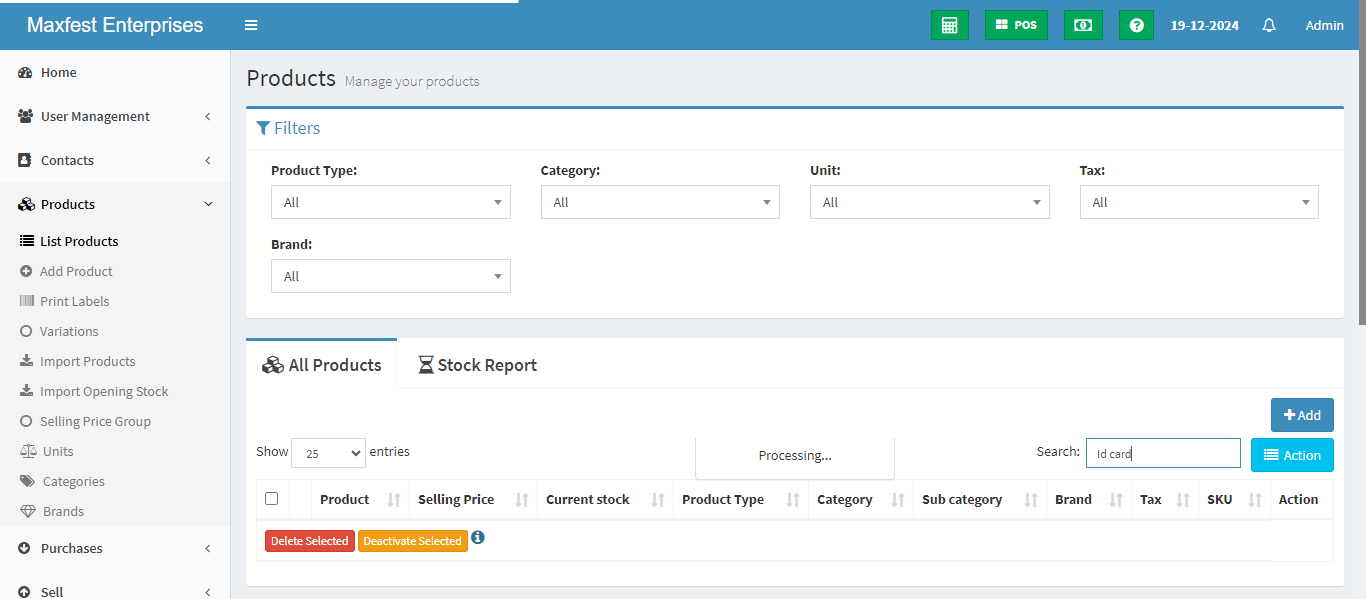 Maxfest Enterprises
POS
19-12-2024
Admin
Home
User Management
Contacts
Products
List Products
Add Product
Print Labels
Variations
Import Products
Import Opening Stock
Selling Price Group
Units
Categories
Brands
Purchases
Sell
Products Manage your products
Filters
Product Type: Category: Unit: Tax:
All All All All
Brand:
All
All Products Stock Report
Add
Show 25 entries Processing... Search: Id card Action
Product Selling Price Current stock Product Type Category Sub category Brand Tax SKU Action
Delete Selected Deactivate Selected